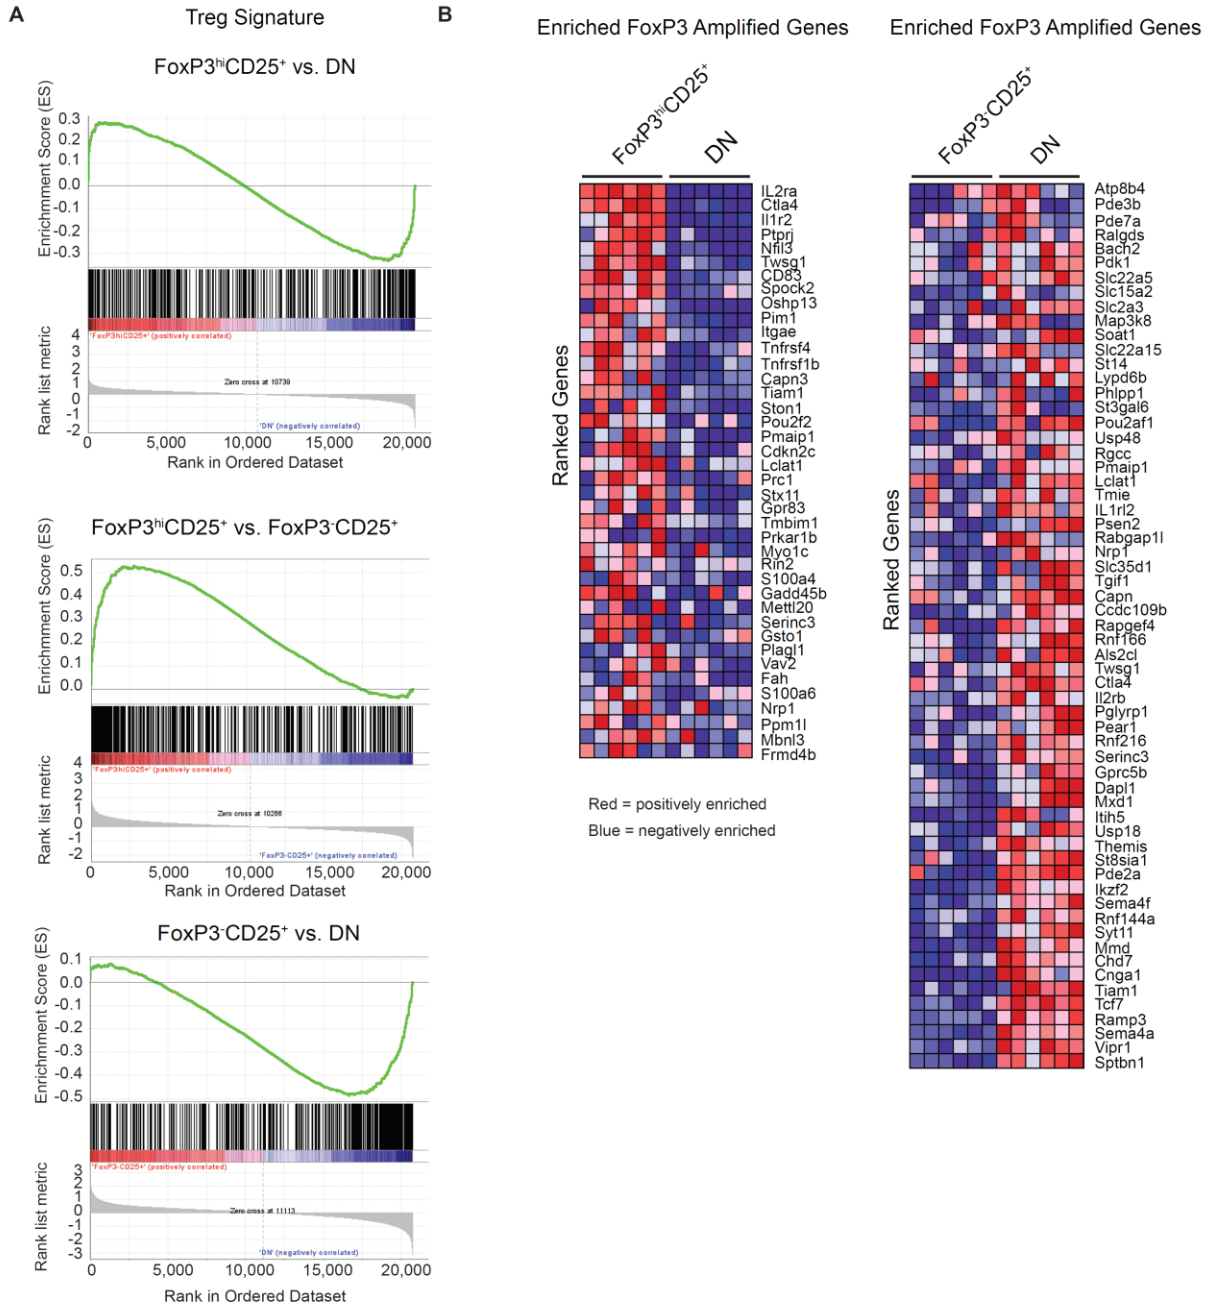 A
Treg Signature
FoxP3hiCD25+ vs. DN
Enrichmment Score (ES)
0.3
0.2
0.1
0.0
-0.1
-0.2
-0.3
'FoxP3hiCD25+' (positively correlated)
Rank list metric
4
3
2
1
0
-1
-2
Zero cross at 10739
'DN' (negatively correlated)
0 5,000 10,000 15,000 20,000
Rank in Ordered Dataset
FoxP3hiCD25+ vs. FoxP3-CD25+
Enrichmment Score (ES)
0.5
0.4
0.3
0.2
0.1
0.0
'FoxP3hiCD25+' (positively correlated)
Rank list metric
4
3
2
1
0
-1
-2
Zero cross at 10266
'FoxP3-CD25+' (negatively correlated)
0 5,000 10,000 15,000 20,000
Rank in Ordered Dataset
FoxP3-CD25+ vs. DN
Enrichmment Score (ES)
0.1
0.0
-0.1
-0.2
-0.3
-0.4
-0.5
'FoxP3-CD25+' (positively correlated)
Rank list metric
3
2
1
0
-1
-2
-3
Zero cross at 11113
'DN' (negatively correlated)
0 5,000 10,000 15,000 20,000
Rank in Ordered Dataset
B
Enriched FoxP3 Amplified Genes
FoxP3hiCD25+
DN
Ranked Genes
IL2ra
Ctla4
Il1r2
Ptprj
Nfil3
Twsg1
CD83
Spock2
Oshp13
Pim1
Itgae
Tnfrsf4
Tnfrsf1b
Capn3
Tiam1
Ston1
Pou2f2
Pmaip1
Cdkn2c
Lclat1
Prc1
Stx11
Gpr83
Tmbim1
Prkar1b
Myo1c
Rin2
S100a4
Gadd45b
Mettl20
Serinc3
Gsto1
Plagl1
Vav2
Fah
S100a6
Nrp1
Ppm1l
Mbnl3
Frmd4b
Red = positively enriched
Blue = negatively enriched
Enriched FoxP3 Amplified Genes
FoxP3-CD25+
DN
Ranked Genes
Atp8b4
Pde3b
Pde7a
Ralgds
Bach2
Pdk1
Slc22a5
Slc15a2
Slc2a3
Map3k8
Soat1
Slc22a15
St14
Lypd6b
Phlpp1
St3gal6
Pou2af1
Usp48
Rgcc
Pmaip1
Lclat1
Tmie
IL1rl2
Psen2
Rabgap1l
Nrp1
Slc35d1
Tgif1
Capn
Ccdc109b
Rapgef4
Rnf166
Als2cl
Twsg1
Ctla4
Il2rb
Pglyrp1
Pear1
Rnf216
Serinc3
Gprc5b
Dapl1
Mxd1
Itih5
Usp18
Themis
St8sia1
Pde2a
Ikzf2
Sema4f
Rnf144a
Syt11
Mmd
Chd7
Cnga1
Tiam1
Tcf7
Ramp3
Sema4a
Vipr1
Sptbn1